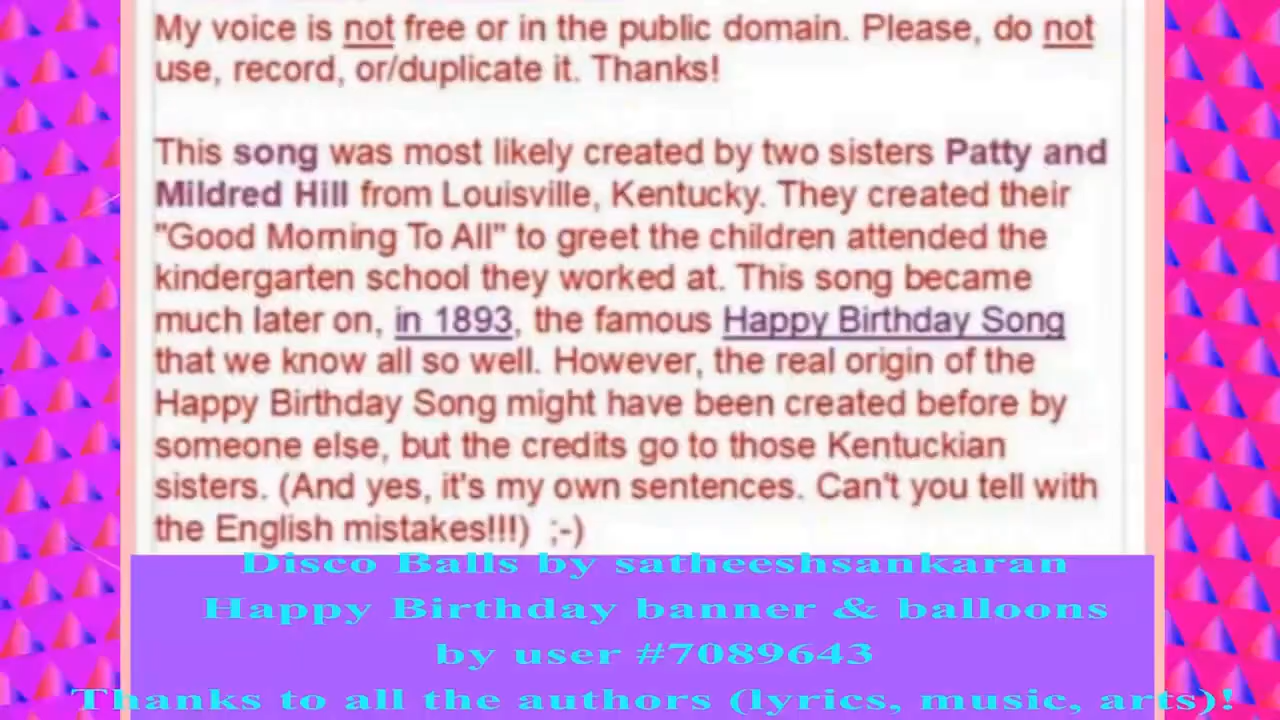 My voice is not free or in the public domain. Please, do not
use, record, or/duplicate it. Thanks!
This song was most likely created by two sisters Patty and
Mildred Hill from Louisville, Kentucky. They created their
"Good Morning To All" to greet the children attended the
kindergarten school they worked at. This song became
much later on, in 1893, the famous Happy Birthday Song
that we know all so well. However, the real origin of the
Happy Birthday Song might have been created before by
someone else, but the credits go to those Kentuckian
sisters. (And yes, it's my own sentences. Can't you tell with
the English mistakes!!!) ;-)
Disco Balls by satheeshsankaran
Happy Birthday banner & balloons
by user #7089643
Thanks to all the authors (lyrics, music, arts)!